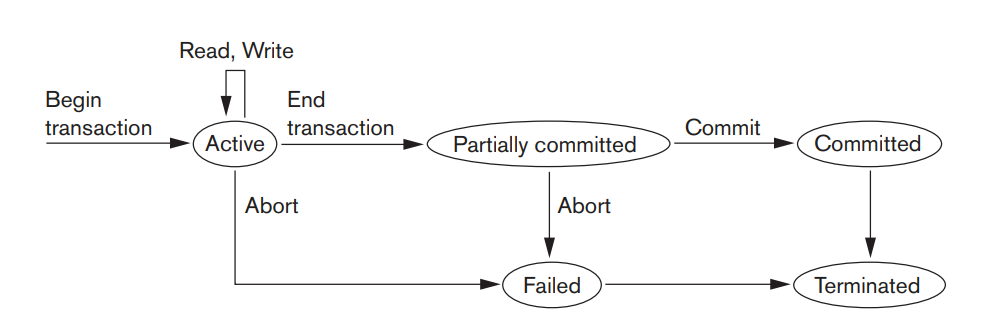 Read, Write
Begin
transaction
End
transaction
Active
Partially committed
Commit
Committed
Abort
Abort
Failed
Terminated